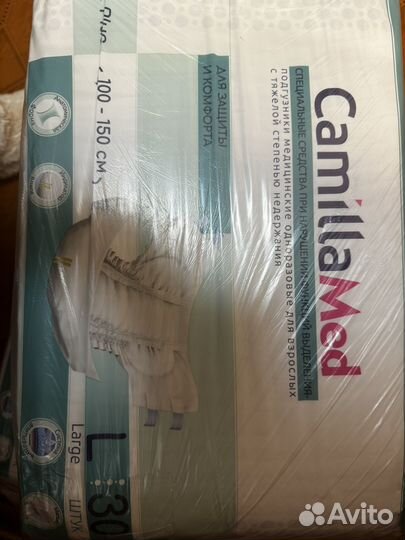 CamillaMed
СПЕЦИАЛЬНЫЕ СРЕДСТВА ПРИ НАРУШЕНИИ ФУНКЦИЙ ВЫДЕЛЕНИЯ
подгузники медицинские одноразовые для взрослых
с тяжелой степенью недержания
ДЛЯ ЗАЩИТЫ
И КОМФОРТА
100 - 150 см
L
Large
30
ШТУК
Avito